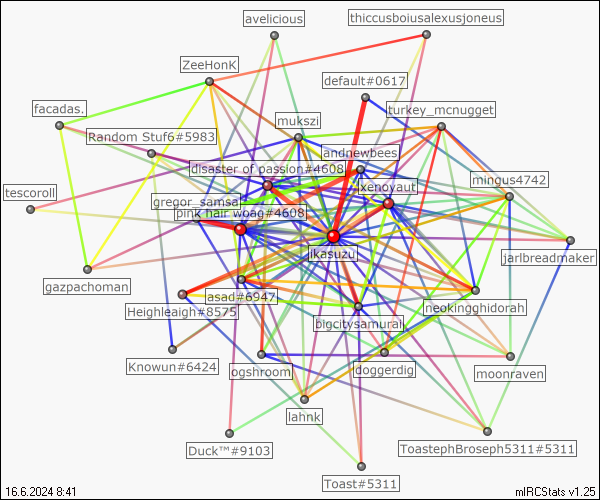 avelicious
thiccusboiusalexusjoneus
ZeeHonK
default#0617
facadas.
mukszi
turkey_mcnugget
Random Stuf6#5983
andnewbees
disaster of passion#4608
mingus4742
tescoroll
xenoyaut
gregor_samsa
pink hair woag#4608
jkasuzu
jarlbreadmaker
gazpachoman
asad#6947
Heighleaigh#8575
bigcitysamurai
neokingghidorah
Knowun#6424
ogshroom
doggerdig
moonraven
lahnk
Duck™#9103
ToastephBroseph5311#5311
Toast#5311
16.6.2024 8:41
mIRCStats v1.25